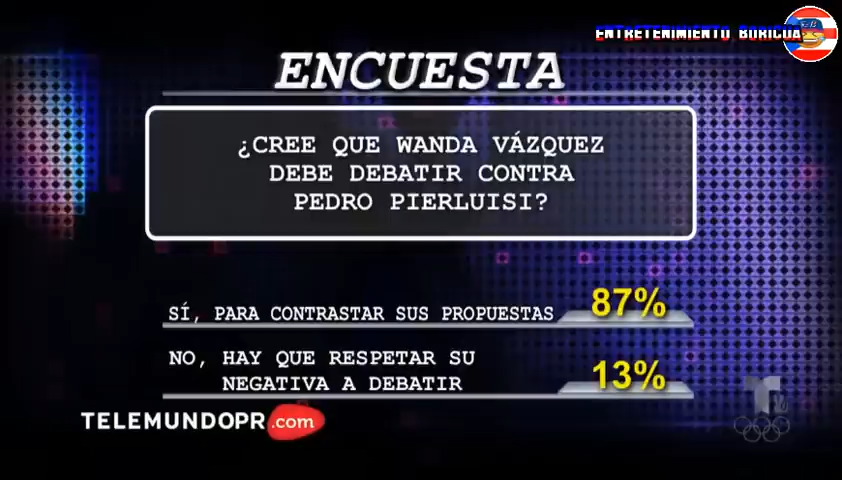 ENTRETENIMIENTO BORICUA
ENCUESTA
¿CREE QUE WANDA VÁZQUEZ
DEBE DEBATIR CONTRA
PEDRO PIERLUISI?
SÍ, PARA CONTRASTAR SUS PROPUESTAS 87%
NO, HAY QUE RESPETAR SU
NEGATIVA A DEBATIR 13%
TELEMUNDOPR.com